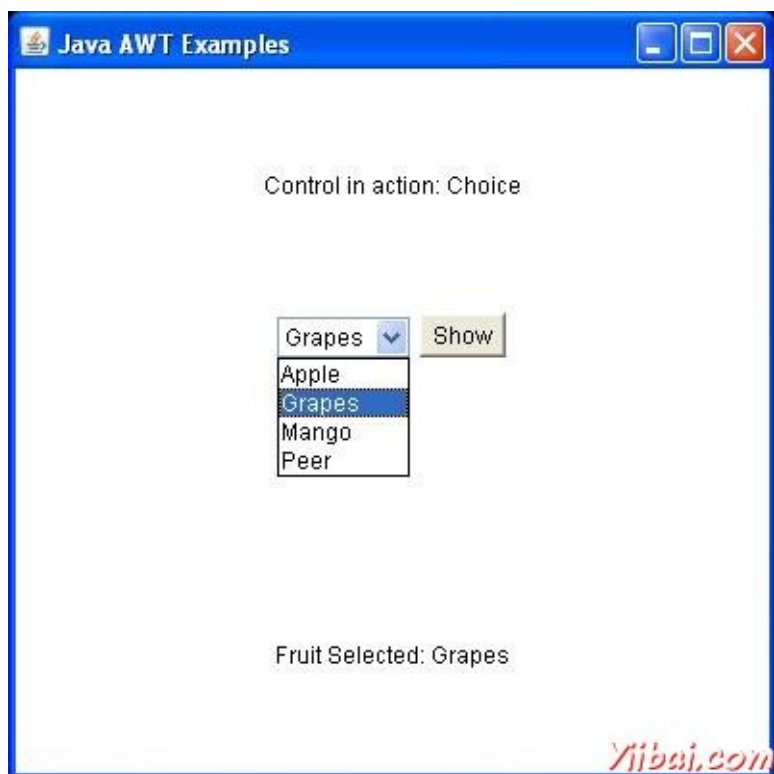 Java AWT Examples
Control in action: Choice
Grapes
Show
Apple
Grapes
Mango
Peer
Fruit Selected: Grapes
Yiibai.com